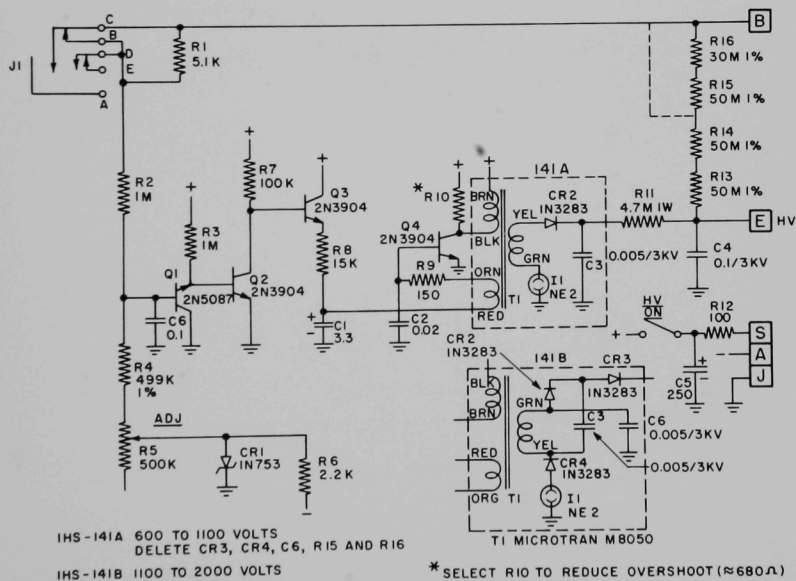 C
B
D
E
A
J1
R1
5.1K
R2
1M
R3
1M
Q1
2N5087
C6
0.1
R4
499K
1%
ADJ
R5
500K
CR1
1N753
R6
2.2K
R7
100K
Q2
2N3904
Q3
2N3904
R8
15K
C1
3.3
*
R10
Q4
2N3904
R9
150
C2
0.02
141A
BRN
BLK
ORN
RED
T1
YEL
GRN
CR2
1N3283
C3
0.005/3KV
I1
NE2
R11
4.7M 1W
B
R16
30M 1%
R15
50M 1%
R14
50M 1%
R13
50M 1%
E HV
C4
0.1/3KV
HV
ON
R12
100
S
A
J
C5
250
141B
CR2
1N3283
BLK
BRN
RED
ORG T1
GRN
YEL
CR3
1N3283
C3
C6
0.005/3KV
0.005/3KV
CR4
1N3283
I1
NE2
T1 MICROTRAN M8050
IHS-141A 600 TO 1100 VOLTS
DELETE CR3, CR4, C6, R15 AND R16
IHS-141B 1100 TO 2000 VOLTS
* SELECT R10 TO REDUCE OVERSHOOT (≈680Ω)